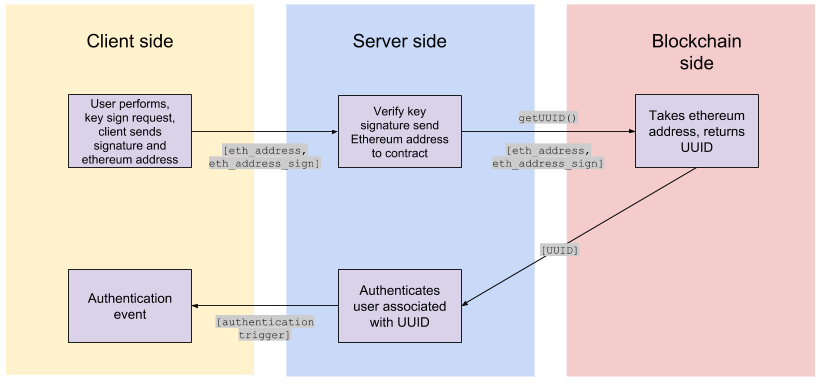 Client side
Server side
Blockchain
side
User performs,
key sign request,
client sends
signature and
ethereum address
[eth_address,
eth_address_sign]
Verify key
signature send
Ethereum address
to contract
getUUID()
[eth_address,
eth_address_sign]
Takes ethereum
address, returns
UUID
[UUID]
Authenticates
user associated
with UUID
[authentication
trigger]
Authentication
event